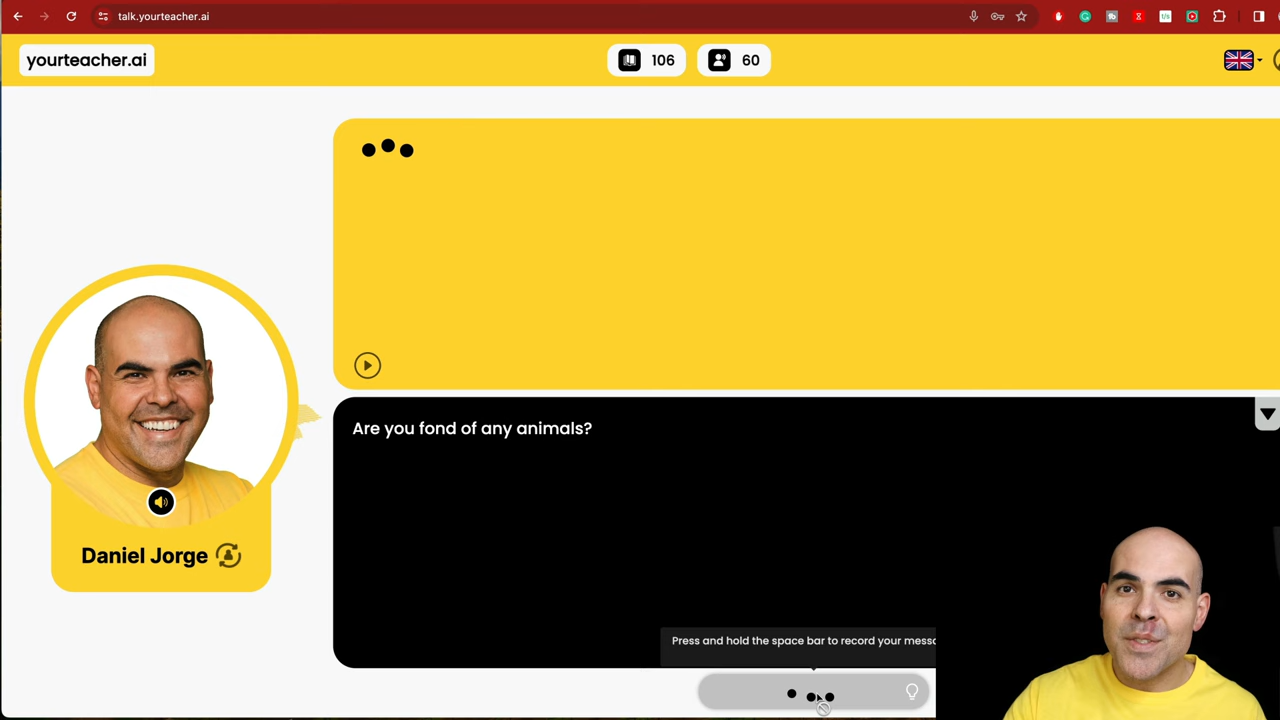 talk.yourteacher.ai
yourteacher.ai
106
60
Are you fond of any animals?
Daniel Jorge
Press and hold the space bar to record your